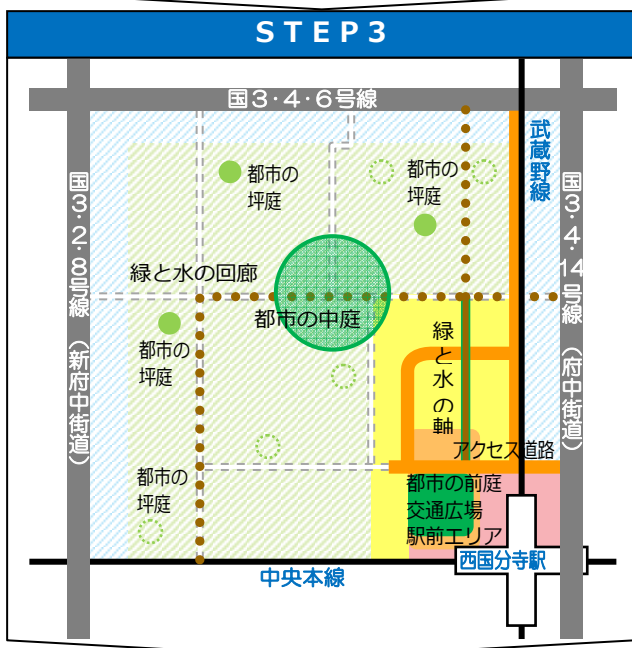 STEP3
国3・4・6号線
武蔵野線
国3・2・8号線（新府中街道）
国3・4・14号線（府中街道）
都市の
坪庭
都市の
坪庭
緑と水の回廊
都市の中庭
都市の
坪庭
緑と水の軸
アクセス道路
都市の
坪庭
都市の前庭
交通広場
駅前エリア
西国分寺駅
中央本線